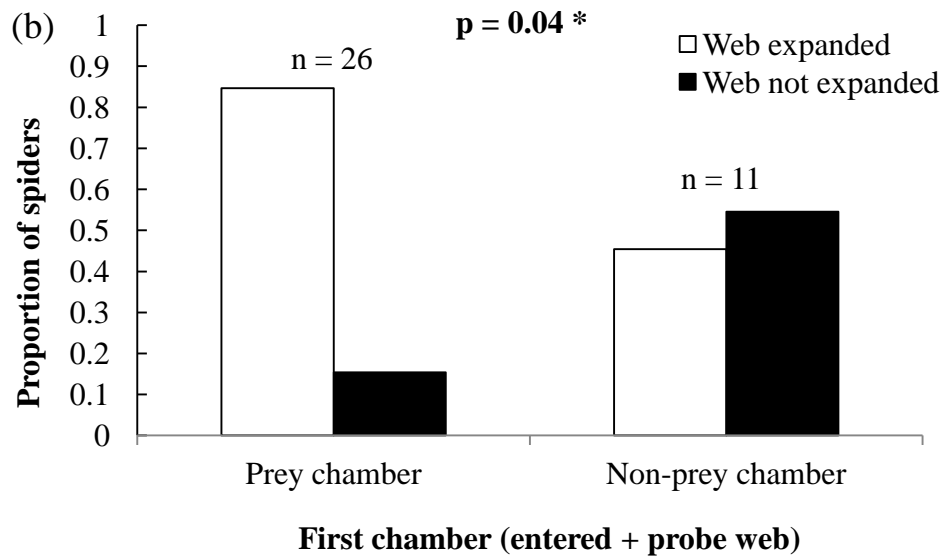 (b)
p = 0.04 *
Web expanded
Web not expanded
n = 26
n = 11
Proportion of spiders
1
0.9
0.8
0.7
0.6
0.5
0.4
0.3
0.2
0.1
0
Prey chamber
Non-prey chamber
First chamber (entered + probe web)